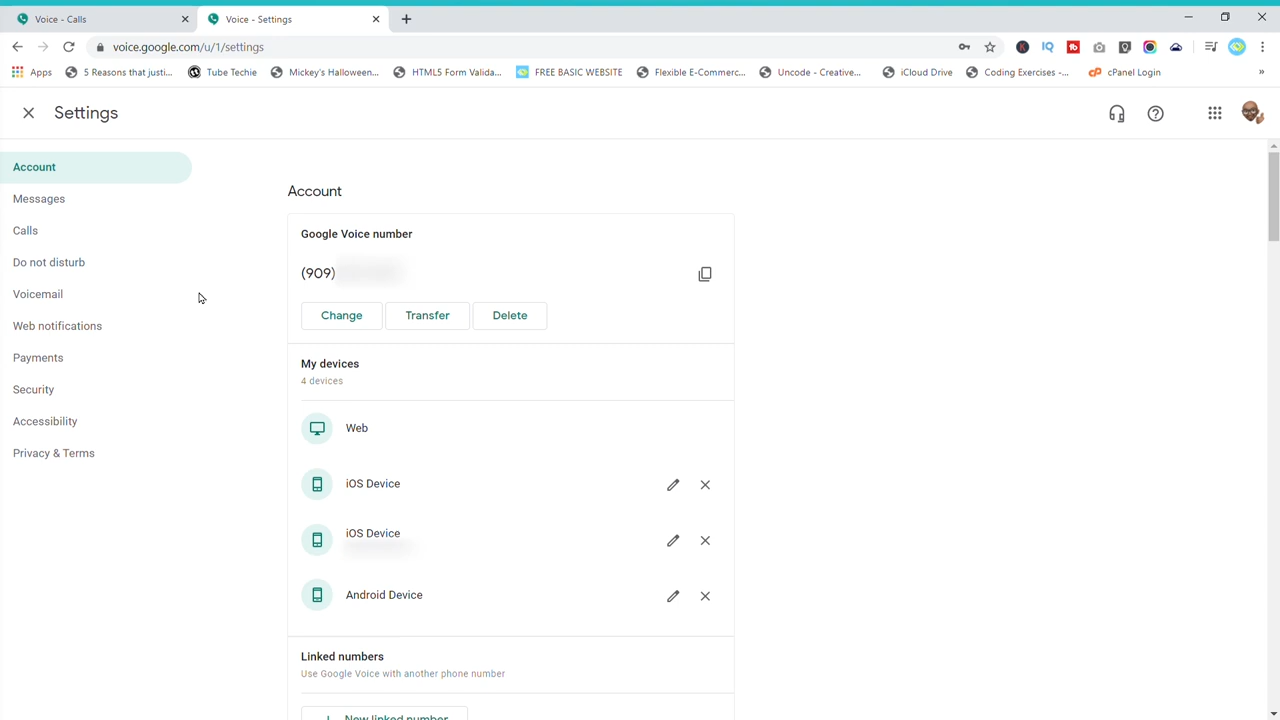 Voice - Calls
Voice - Settings
voice.google.com/u/1/settings
Apps
5 Reasons that justi...
Tube Techie
Mickey's Halloween...
HTML5 Form Valida...
FREE BASIC WEBSITE
Flexible E-Commerc...
Uncode - Creative...
iCloud Drive
Coding Exercises -...
cPanel Login
Settings
Account
Messages
Calls
Do not disturb
Voicemail
Web notifications
Payments
Security
Accessibility
Privacy & Terms
Account
Google Voice number
(909)
Change
Transfer
Delete
My devices
4 devices
Web
iOS Device
iOS Device
Android Device
Linked numbers
Use Google Voice with another phone number
New linked number